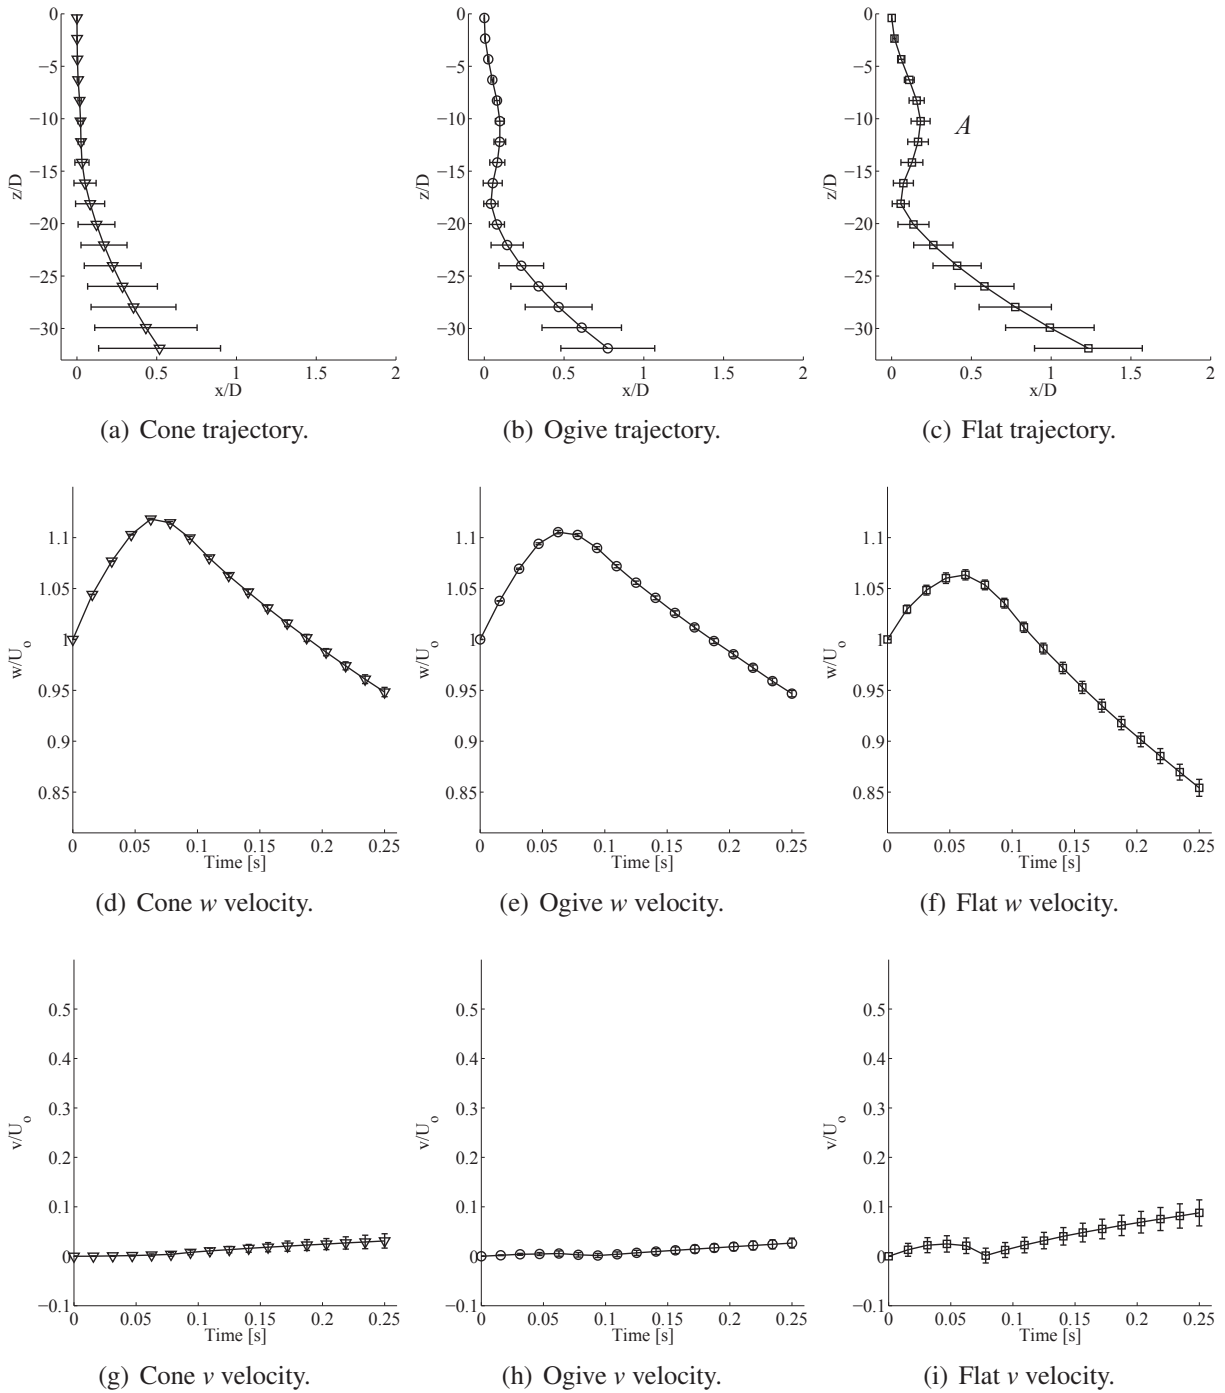 0
−5
−10
−15
−20
−25
−30
z/D
0 0.5 1 1.5 2
x/D
(a) Cone trajectory.
0
−5
−10
−15
−20
−25
−30
z/D
0 0.5 1 1.5 2
x/D
(b) Ogive trajectory.
A
0
−5
−10
−15
−20
−25
−30
z/D
0 0.5 1 1.5 2
x/D
(c) Flat trajectory.
1.1
1.05
1
0.95
0.9
0.85
w/Uo
0 0.05 0.1 0.15 0.2 0.25
Time [s]
(d) Cone w velocity.
1.1
1.05
1
0.95
0.9
0.85
w/Uo
0 0.05 0.1 0.15 0.2 0.25
Time [s]
(e) Ogive w velocity.
1.1
1.05
1
0.95
0.9
0.85
w/Uo
0 0.05 0.1 0.15 0.2 0.25
Time [s]
(f) Flat w velocity.
0.5
0.4
0.3
0.2
0.1
0
−0.1
v/Uo
0 0.05 0.1 0.15 0.2 0.25
Time [s]
(g) Cone v velocity.
0.5
0.4
0.3
0.2
0.1
0
−0.1
v/Uo
0 0.05 0.1 0.15 0.2 0.25
Time [s]
(h) Ogive v velocity.
0.5
0.4
0.3
0.2
0.1
0
−0.1
v/Uo
0 0.05 0.1 0.15 0.2 0.25
Time [s]
(i) Flat v velocity.